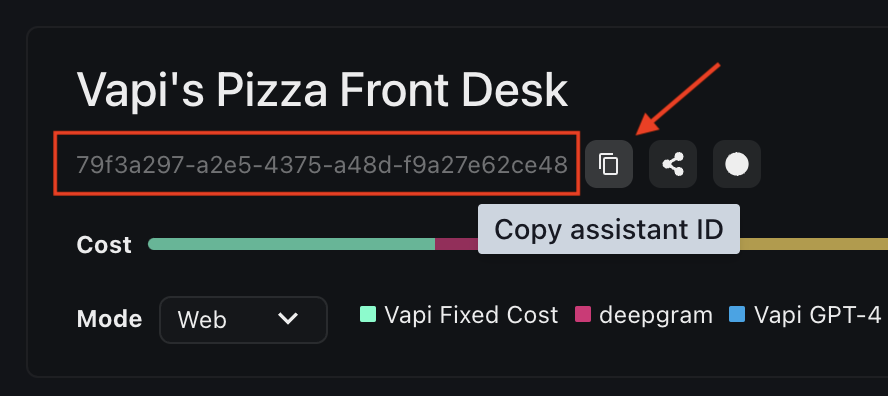 Vapi's Pizza Front Desk
79f3a297-a2e5-4375-a48d-f9a27e62ce48
Copy assistant ID
Cost
Mode
Web
Vapi Fixed Cost
deepgram
Vapi GPT-4